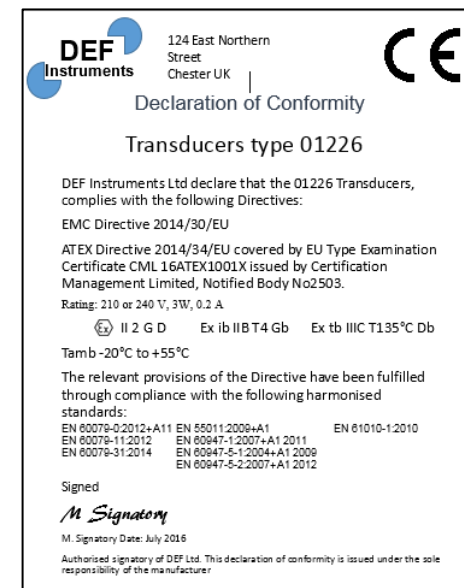 DEF
Instruments
124 East Northern
Street
Chester UK
CE
Declaration of Conformity
Transducers type 01226
DEF Instruments Ltd declare that the 01226 Transducers,
complies with the following Directives:
EMC Directive 2014/30/EU
ATEX Directive 2014/34/EU covered by EU Type Examination
Certificate CML 16ATEX1001X issued by Certification
Management Limited, Notified Body No2503.
Rating: 210 or 240 V, 3W, 0.2 A
Ex II 2 G D Ex ib IIB T4 Gb Ex tb IIIC T135°C Db
Tamb -20°C to +55°C
The relevant provisions of the Directive have been fulfilled
through compliance with the following harmonised
standards:
EN 60079-0:2012+A11 EN 55011:2009+A1 EN 61010-1:2010
EN 60079-11:2012 EN 60947-1:2007+A1 2011
EN 60079-31:2014 EN 60947-5-1:2004+A1 2009
EN 60947-5-2:2007+A1 2012
Signed
M Signatory
M. Signatory Date: July 2016
Authorised signatory of DEF Ltd. This declaration of conformity is issued under the sole
responsibility of the manufacturer